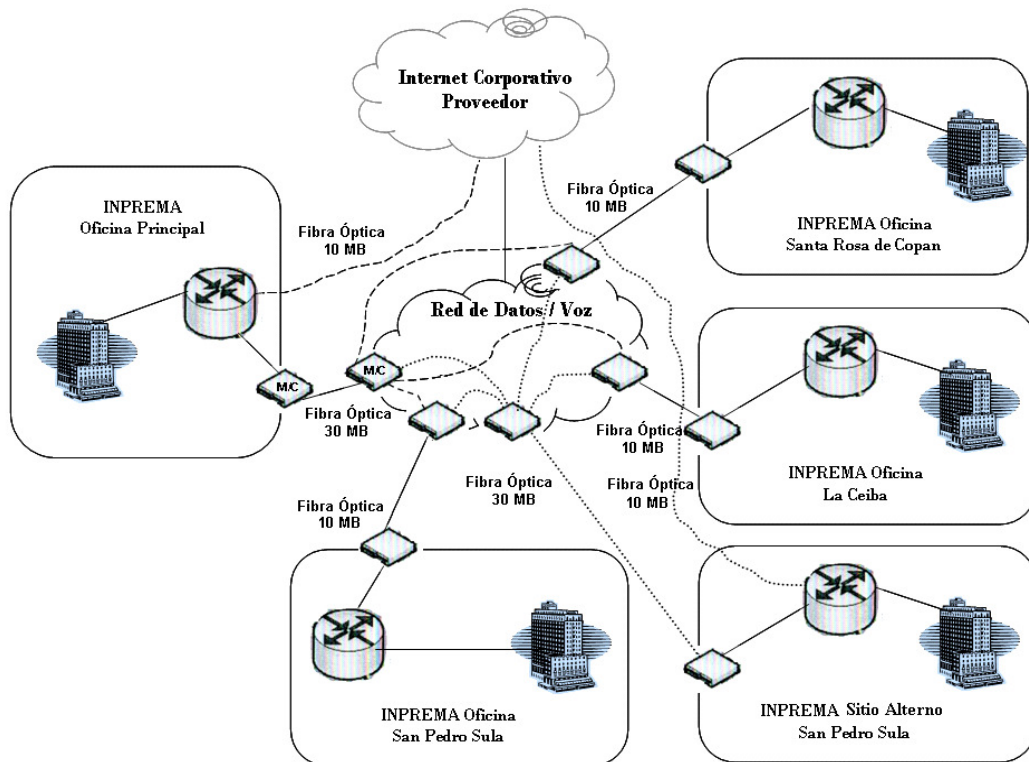 Internet Corporativo
Proveedor
INPREMA
Oficina Principal
Fibra Óptica
10 MB
Fibra Óptica
10 MB
INPREMA Oficina
Santa Rosa de Copan
Red de Datos / Voz
M/C
M/C
Fibra Óptica
30 MB
Fibra Óptica
10 MB
INPREMA Oficina
La Ceiba
Fibra Óptica
30 MB
Fibra Óptica
10 MB
Fibra Óptica
10 MB
INPREMA Oficina
San Pedro Sula
INPREMA Sitio Alterno
San Pedro Sula